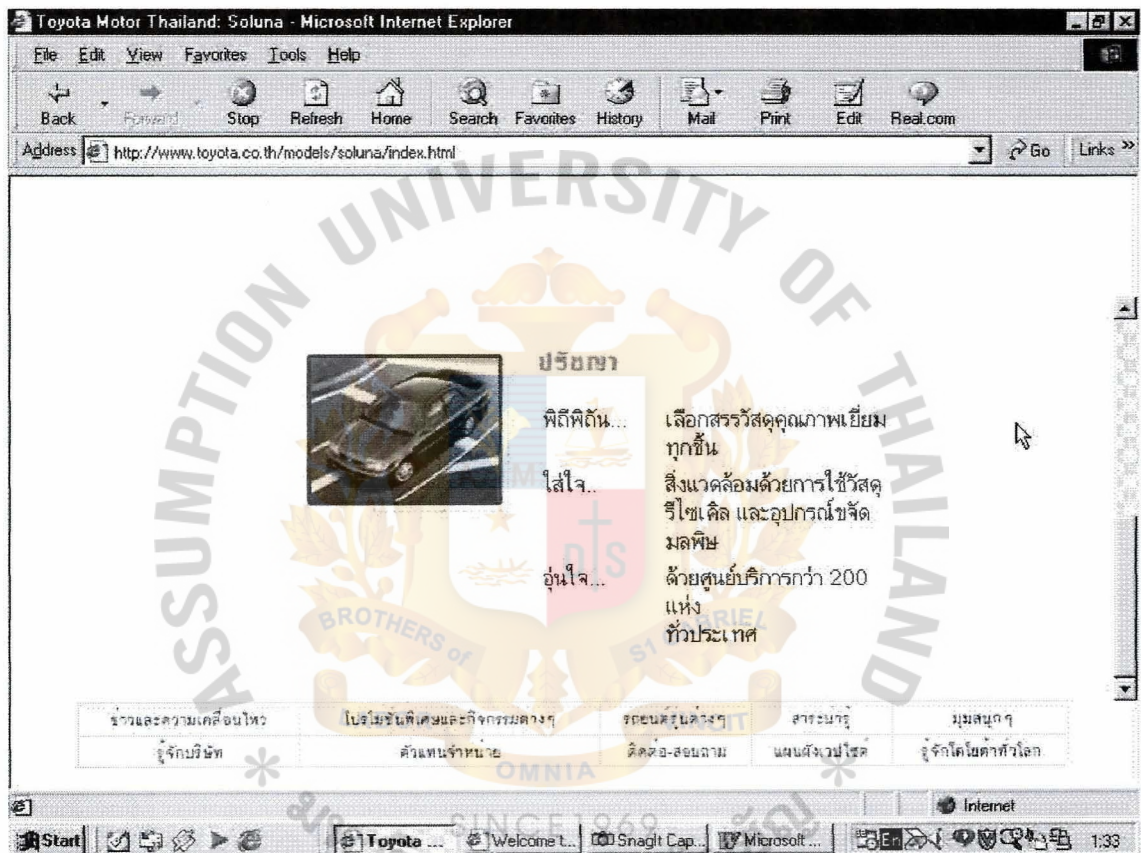 Toyota Motor Thailand: Soluna - Microsoft Internet Explorer
File Edit View Favorites Tools Help
Back Forward Stop Refresh Home Search Favorites History Mail Print Edit Real.com
Address http://www.toyota.co.th/models/soluna/index.html Go Links »
ASSUMPTION UNIVERSITY OF THAILAND
ปรัชญา
พิถีพิถัน... เลือกสรรวัสดุคุณภาพเยี่ยม
ทุกชิ้น
ใส่ใจ... สิ่งแวดล้อมด้วยการใช้วัสดุ
รีไซเคิล และอุปกรณ์ขจัด
มลพิษ
อุ่นใจ... ด้วยศูนย์บริการกว่า 200
แห่ง
ทั่วประเทศ
DS
BROTHERS OF ST GABRIEL
ข่าวและความเคลื่อนไหว โปรโมชั่นพิเศษและกิจกรรมต่างๆ รถยนต์รุ่นต่างๆ สาระน่ารู้ มุมสนุกๆ
รู้จักบริษัท ตัวแทนจำหน่าย ติดต่อ-สอบถาม แผนผังเวปไซต์ รู้จักโตโยต้าทั่วโลก
VINCIT
OMNIA
Internet
SINCE 1969
Start Toyota ... Welcome t... SnagIt Cap... Microsoft ... En 1:33